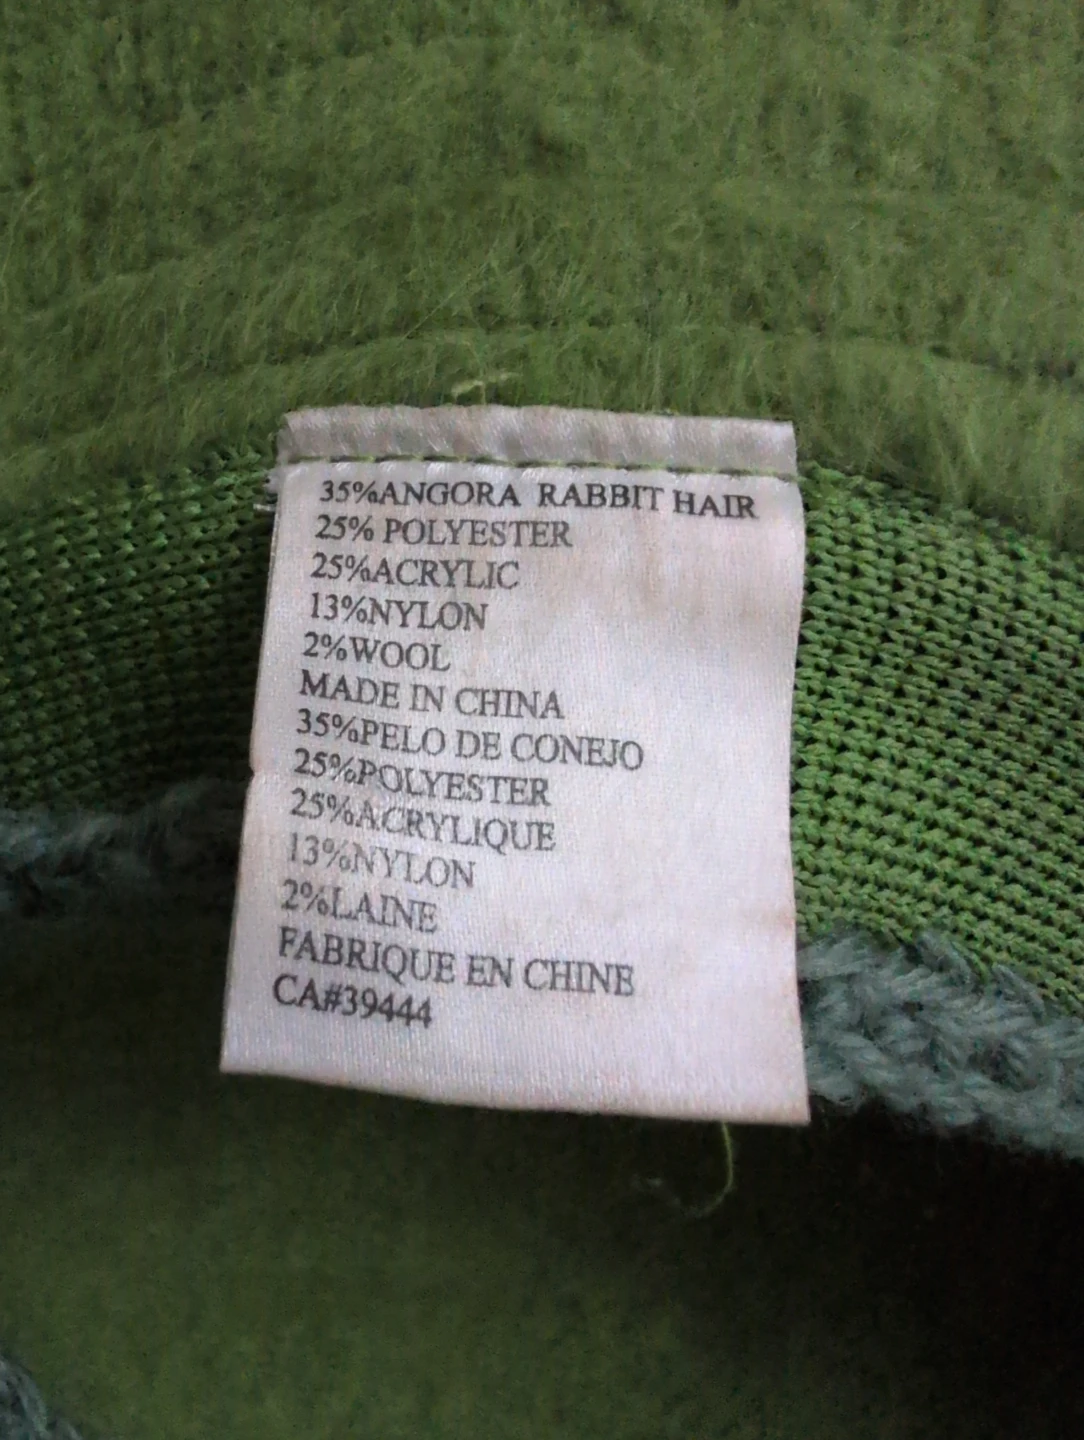 35%ANGORA RABBIT HAIR
25% POLYESTER
25%ACRYLIC
13%NYLON
2%WOOL
MADE IN CHINA
35%PELO DE CONEJO
25%POLYESTER
25%ACRYLIQUE
13%NYLON
2%LAINE
FABRIQUE EN CHINE
CA#39444